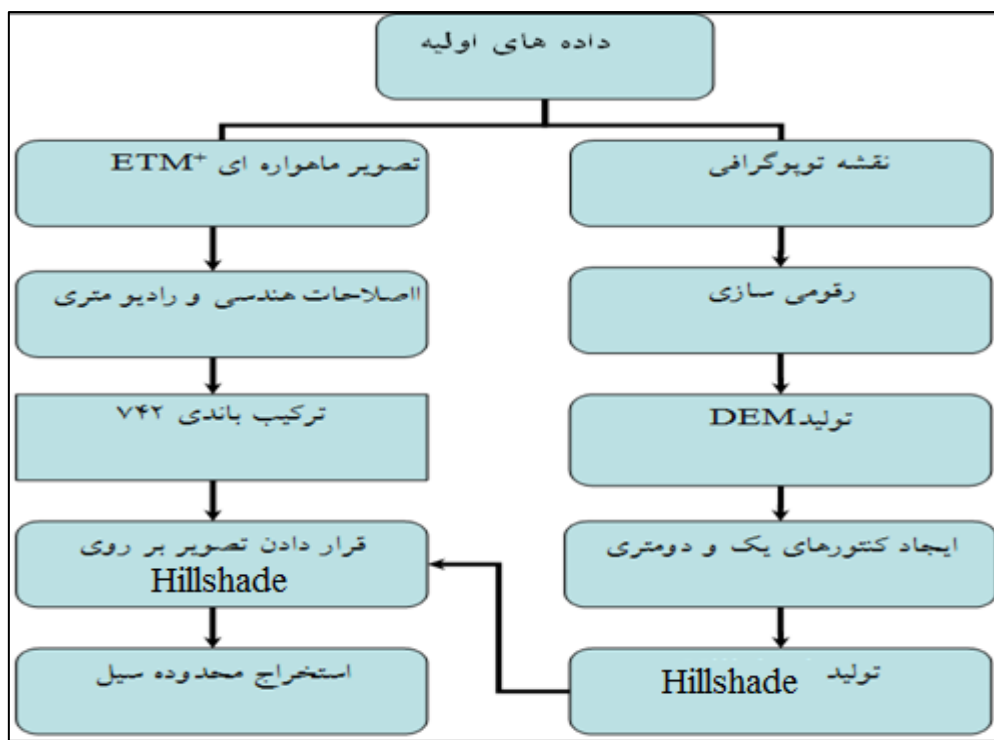 داده های اولیه
نقشه توپوگرافی
رقومی سازی
تولید DEM
ایجاد کنتورهای یک و دومتری
تولید Hillshade
تصویر ماهواره ای ETM⁺
ااصلاحات هندسی و رادیو متری
ترکیب باندی ۷۴۲
قرار دادن تصویر بر روی
Hillshade
استخراج محدوده سیل